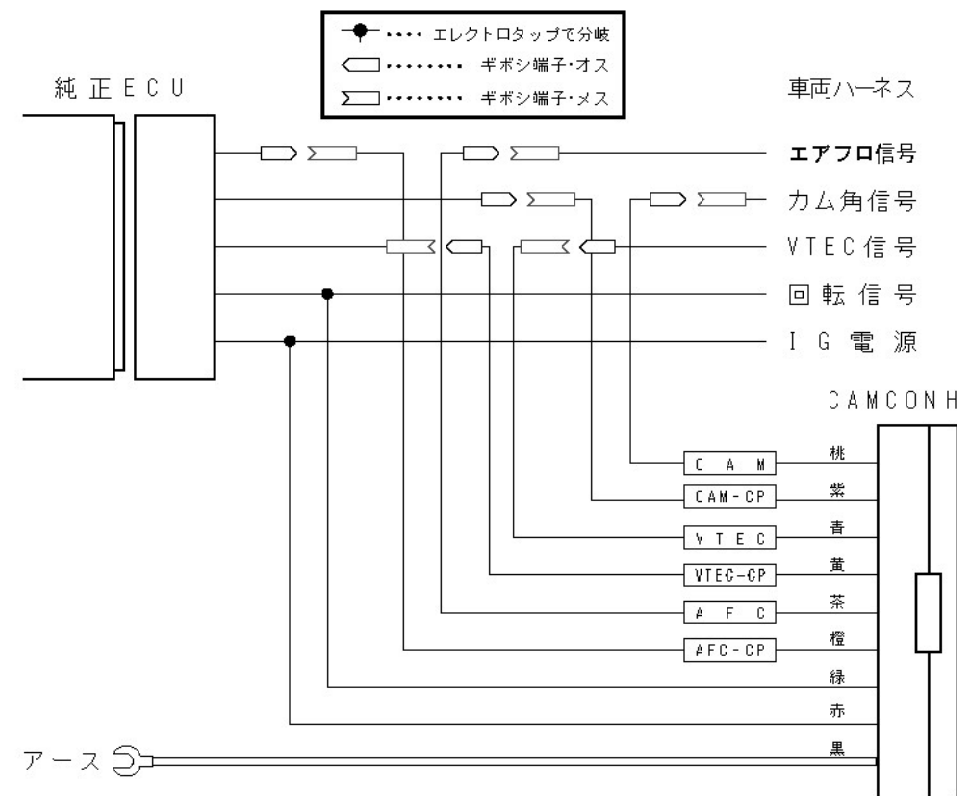 ・・・・ エレクトロタップで分岐
・・・・・・・・ ギボシ端子・オス
・・・・・・・・ ギボシ端子・メス
純正ECU
車両ハーネス
エアフロ信号
カム角信号
VTEC信号
回転信号
IG電源
CAMCONH
CAM 桃
CAM-CP 紫
VTEC 青
VTEC-CP 黄
AFC 茶
AFC-CP 橙
緑
赤
黒
アース